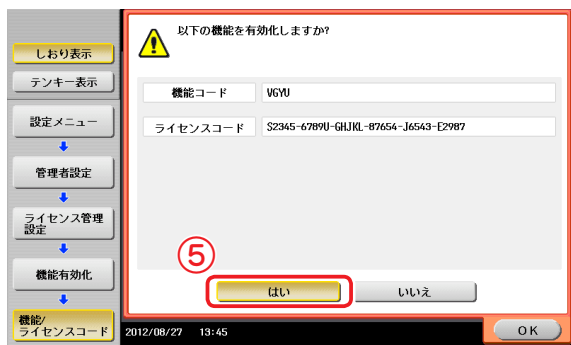 しおり表示
テンキー表示
設定メニュー
管理者設定
ライセンス管理
設定
機能有効化
機能/
ライセンスコード
以下の機能を有効化しますか?
機能コード VGYU
ライセンスコード S2345-6789U-GHJKL-87654-J6543-E2987
⑤
はい いいえ
2012/08/27 13:45
OK